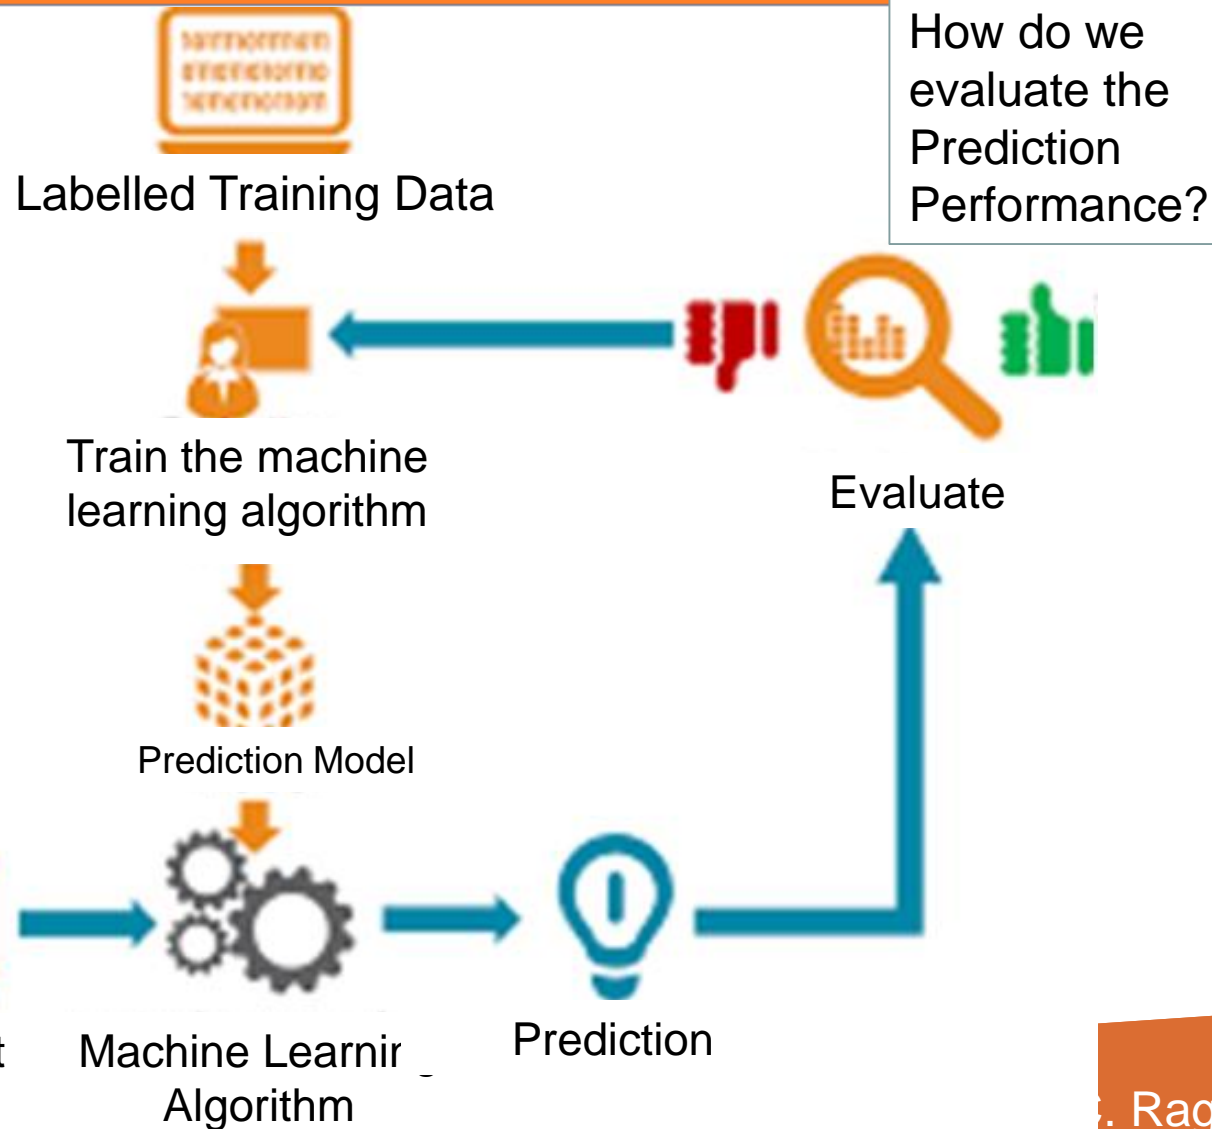 How do we
evaluate the
Prediction
Performance?
Labelled Training Data
Train the machine
learning algorithm
Evaluate
Prediction Model
Prediction
Machine
Algorithm